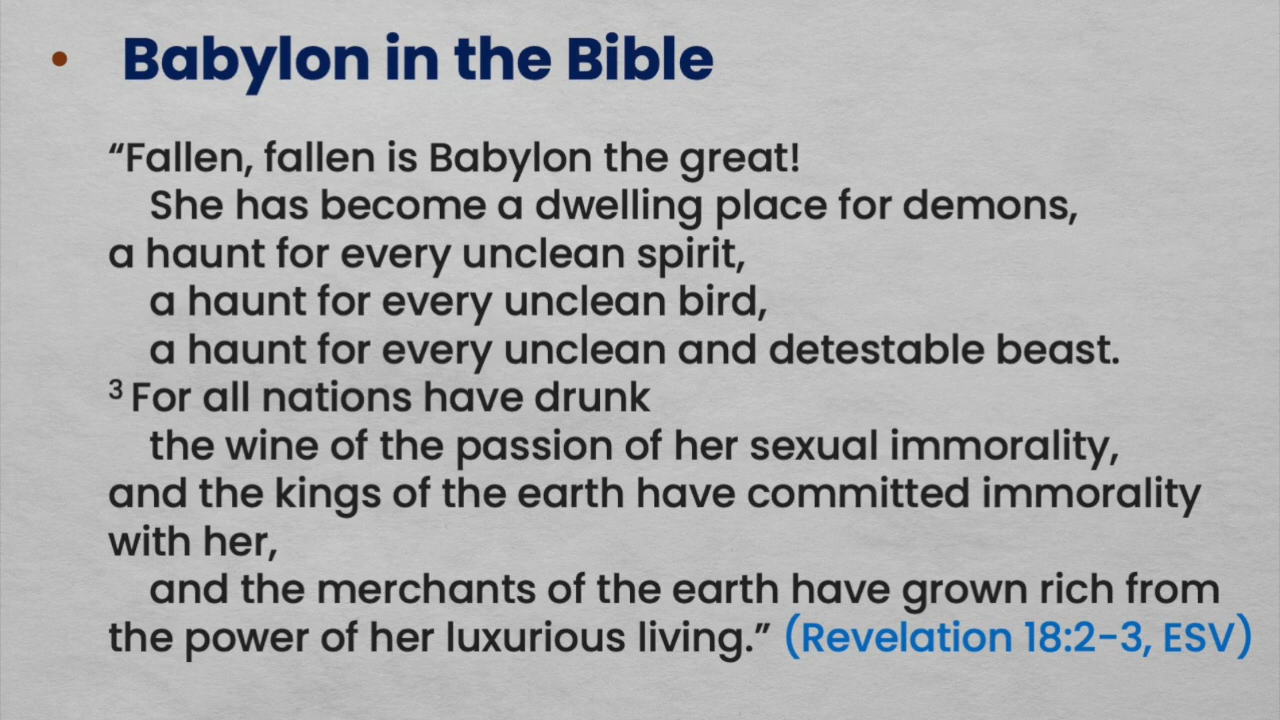 • Babylon in the Bible
“Fallen, fallen is Babylon the great!
She has become a dwelling place for demons,
a haunt for every unclean spirit,
a haunt for every unclean bird,
a haunt for every unclean and detestable beast.
³ For all nations have drunk
the wine of the passion of her sexual immorality,
and the kings of the earth have committed immorality
with her,
and the merchants of the earth have grown rich from
the power of her luxurious living.” (Revelation 18:2-3, ESV)